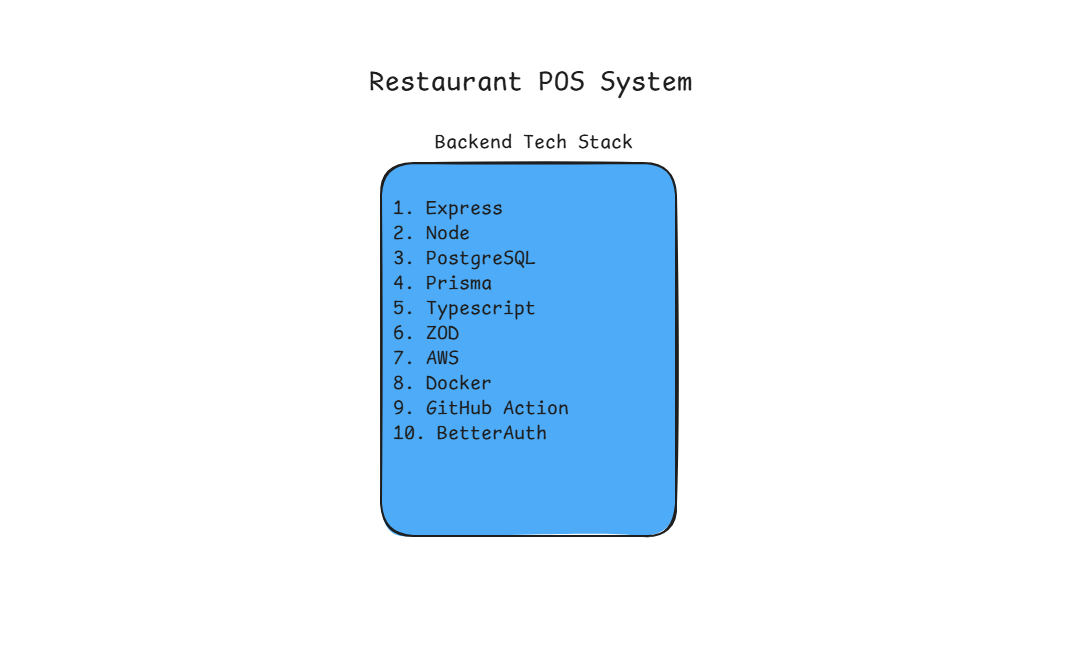 Restaurant POS System
Backend Tech Stack
1. Express
2. Node
3. PostgreSQL
4. Prisma
5. Typescript
6. ZOD
7. AWS
8. Docker
9. GitHub Action
10. BetterAuth